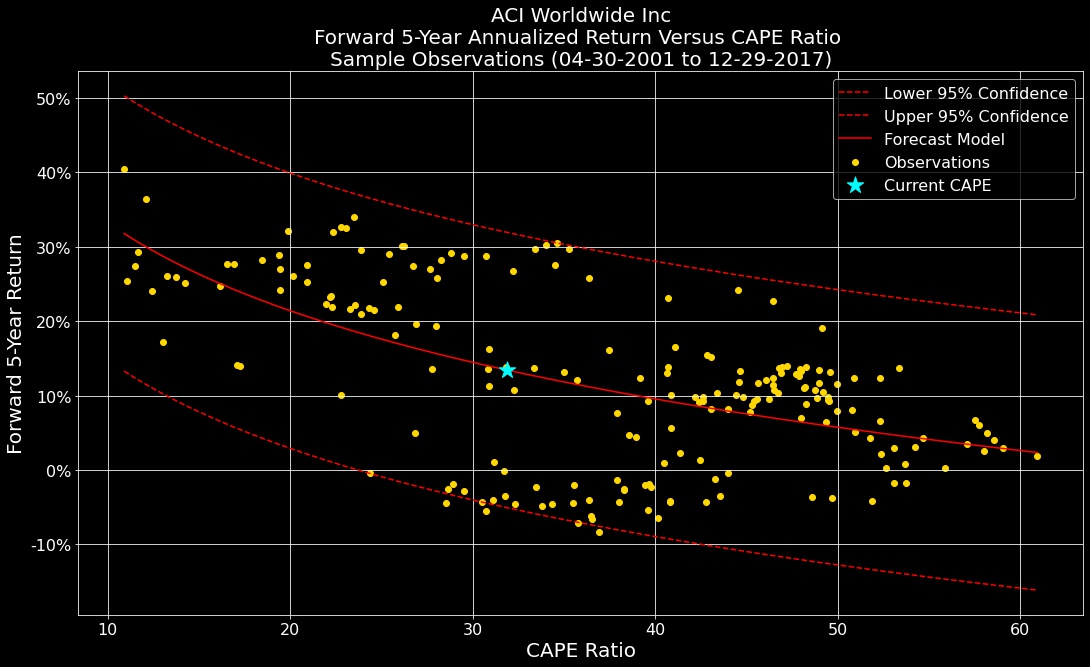 ACI Worldwide Inc
Forward 5-Year Annualized Return Versus CAPE Ratio
Sample Observations (04-30-2001 to 12-29-2017)
Lower 95% Confidence
Upper 95% Confidence
Forecast Model
Observations
Current CAPE
Forward 5-Year Return
50%
40%
30%
20%
10%
0%
-10%
10 20 30 40 50 60
CAPE Ratio